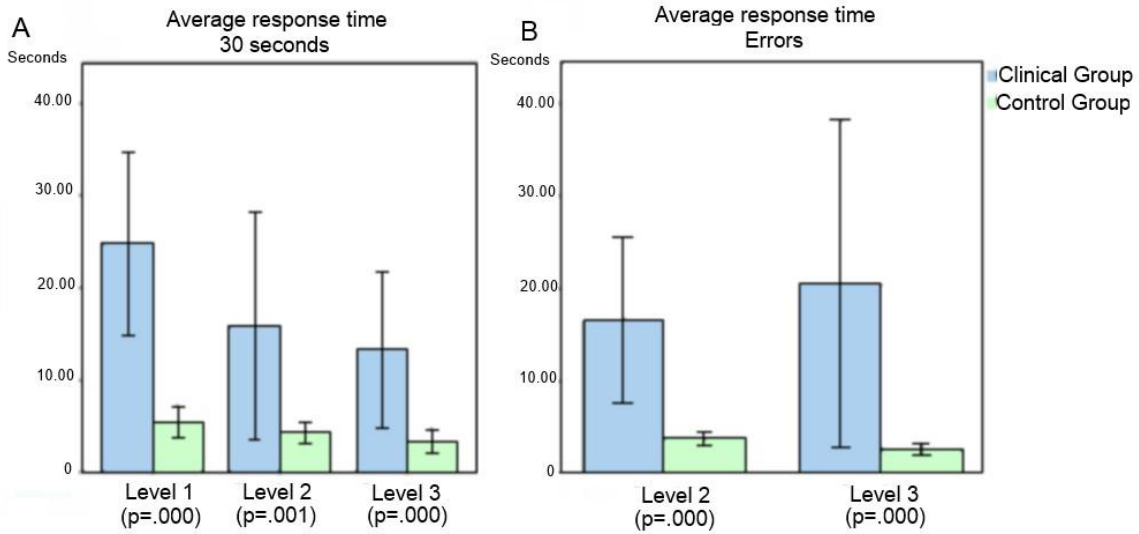 A
Average response time
30 seconds
Seconds
40.00
30.00
20.00
10.00
0
Level 1
(p=.000)
Level 2
(p=.001)
Level 3
(p=.000)
B
Average response time
Errors
Seconds
40.00
30.00
20.00
10.00
0
Level 2
(p=.000)
Level 3
(p=.000)
Clinical Group
Control Group